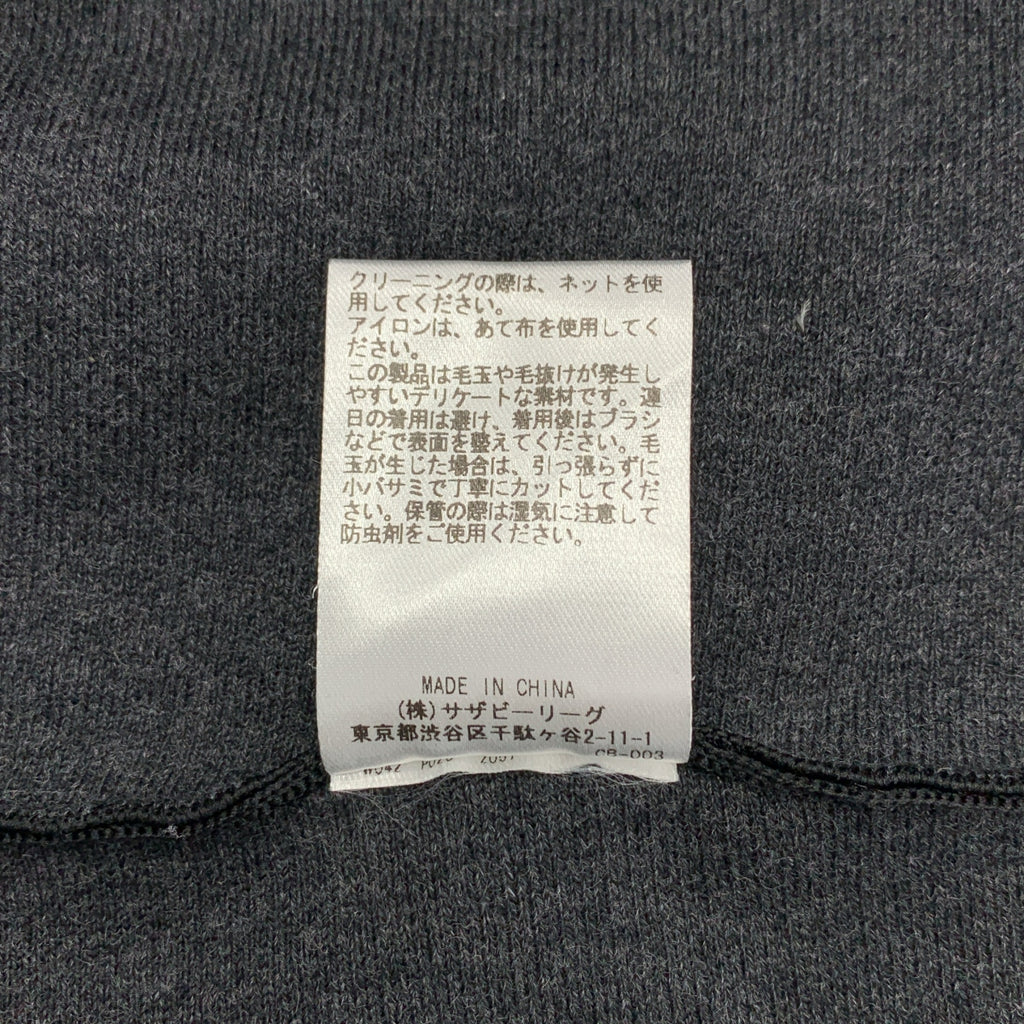 クリーニングの際は、ネットを使
用してください。
アイロンは、あて布を使用してく
ださい。
この製品は毛玉や毛抜けが発生し
やすいデリケートな素材です。連
日の着用は避け、着用後はブラシ
などで表面を整えてください。毛
玉が生じた場合は、引っ張らずに
小バサミで丁寧にカットしてくだ
さい。保管の際は湿気に注意して
防虫剤をご使用ください。
MADE IN CHINA
(株)サザビーリーグ
東京都渋谷区千駄ヶ谷2-11-1
CB-003